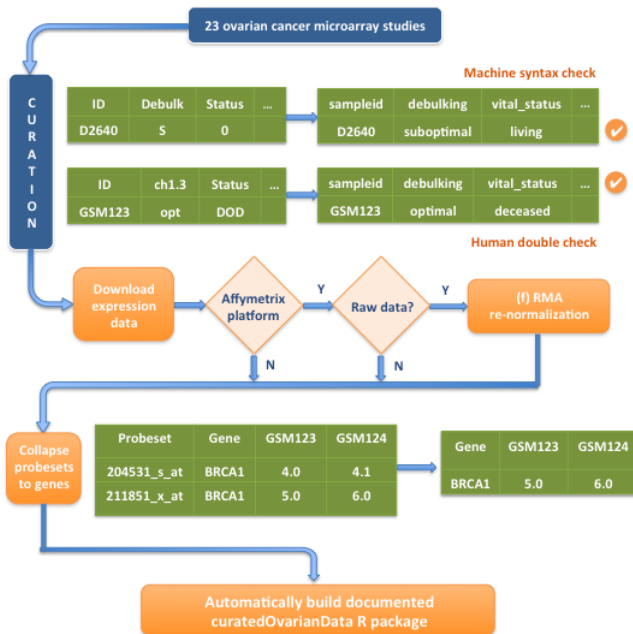 23 ovarian cancer microarray studies
CURATION
Machine syntax check
ID Debulk Status ...
D2640 S 0
sampleid debulking vital_status ...
D2640 suboptimal living
ID ch1.3 Status ...
GSM123 opt DOD
sampleid debulking vital_status ...
GSM123 optimal deceased
Human double check
Download
expression
data
Affymetrix
platform
Y
Raw data?
Y
(f) RMA
re-normalization
N
N
Collapse
probesets
to genes
Probeset Gene GSM123 GSM124
204531_s_at BRCA1 4.0 4.1
211851_x_at BRCA1 5.0 6.0
Gene GSM123 GSM124
BRCA1 5.0 6.0
Automatically build documented
curatedOvarianData R package